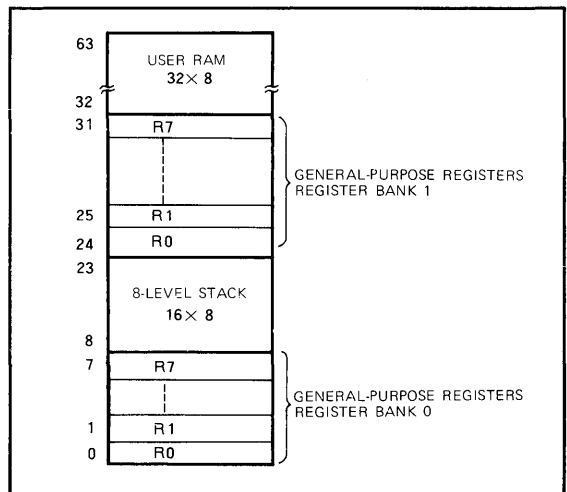 63
USER RAM
32× 8
32
31
R7
GENERAL-PURPOSE REGISTERS
REGISTER BANK 1
25
R1
24
R0
23
8-LEVEL STACK
16× 8
8
7
R7
GENERAL-PURPOSE REGISTERS
REGISTER BANK 0
1
R1
0
R0